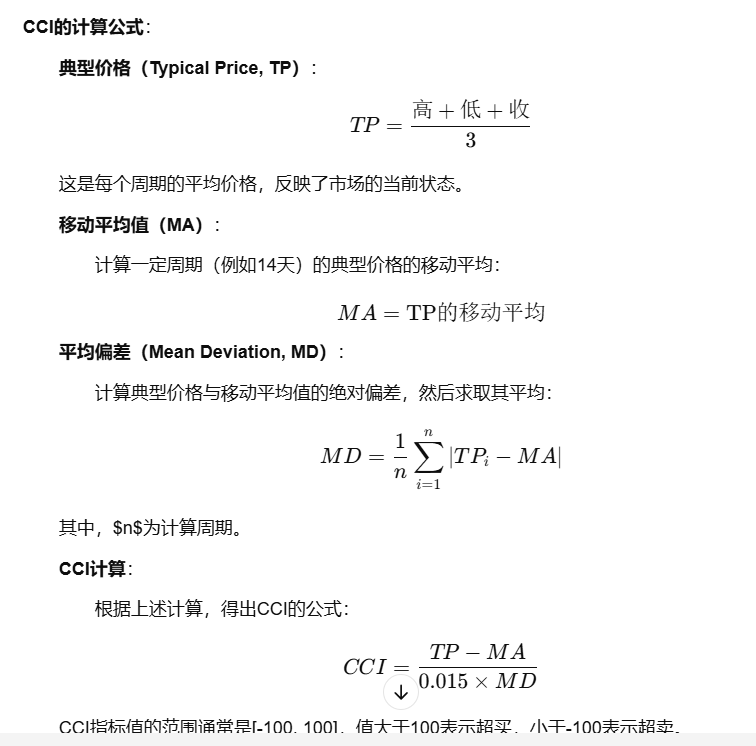 CCI的计算公式：
典型价格（Typical Price, TP）：
TP = \frac{高 + 低 + 收}{3}
这是每个周期的平均价格，反映了市场的当前状态。
移动平均值（MA）：
计算一定周期（例如14天）的典型价格的移动平均：
MA = TP的移动平均
平均偏差（Mean Deviation, MD）：
计算典型价格与移动平均值的绝对偏差，然后求取其平均：
MD = \frac{1}{n} \sum_{i=1}^{n} |TP_i - MA|
其中，$n$为计算周期。
CCI计算：
根据上述计算，得出CCI的公式：
CCI = \frac{TP - MA}{0.015 × MD}
CCI指标值的范围通常是[-100, 100]，值大于100表示超买，小于-100表示超卖。